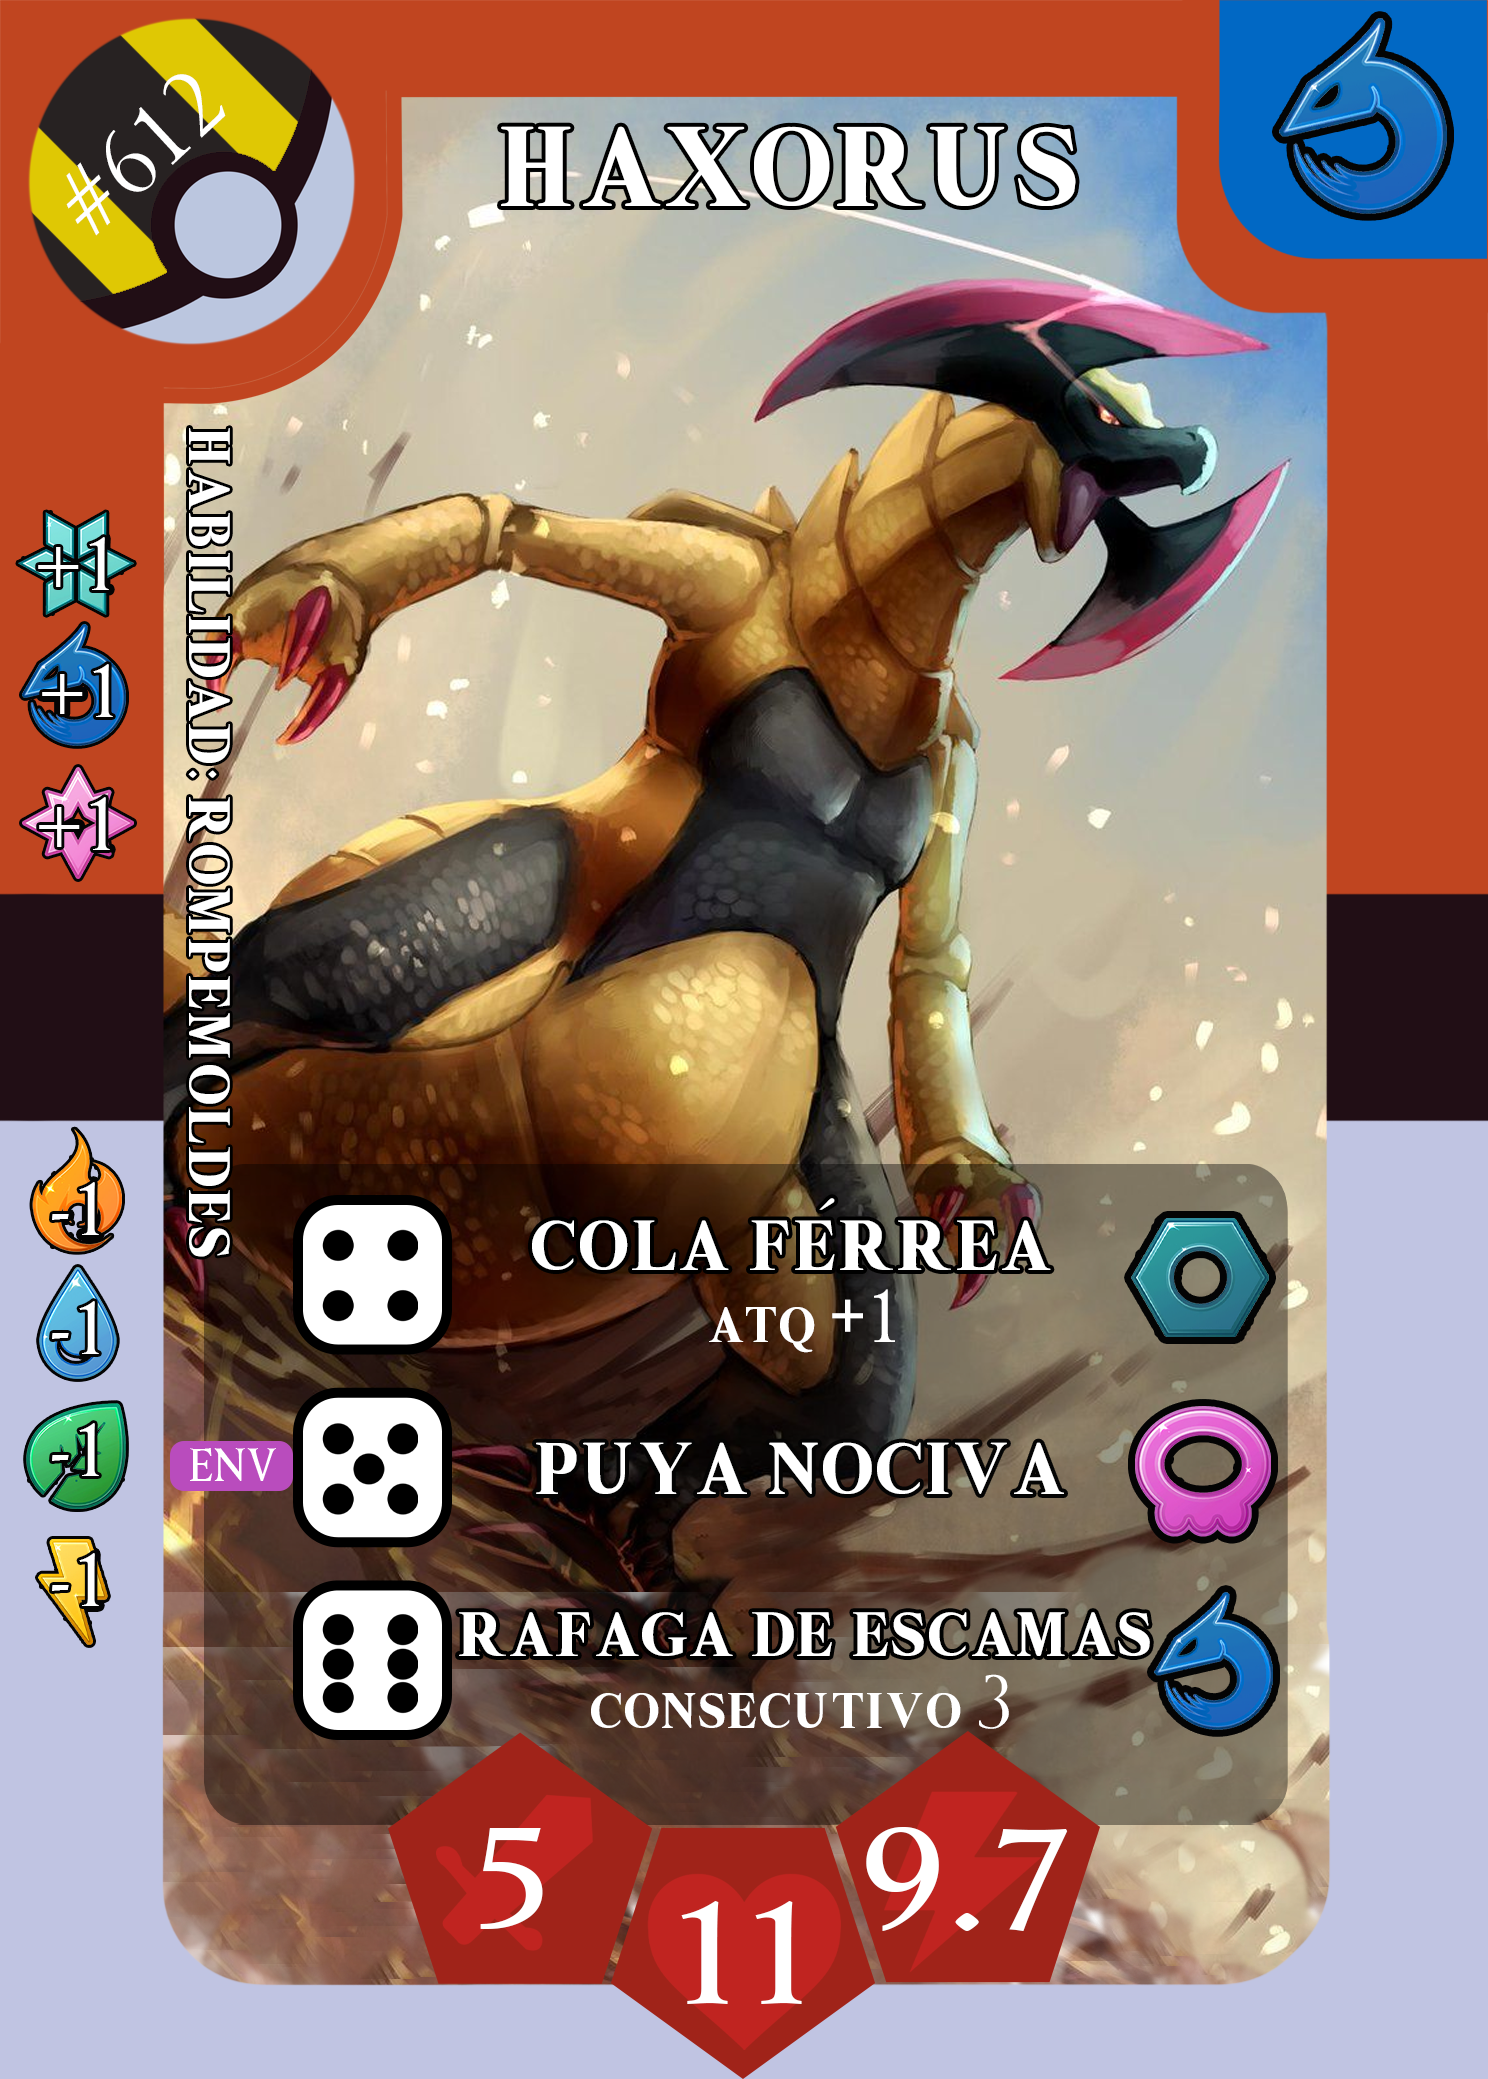 #612
HAXORUS
HABILIDAD: ROMPEMOLDES
+1
+1
+1
-1
-1
-1
-1
COLA FÉRREA
ATQ +1
ENV
PUYA NOCIVA
RAFAGA DE ESCAMAS
CONSECUTIVO 3
5
11
9.7